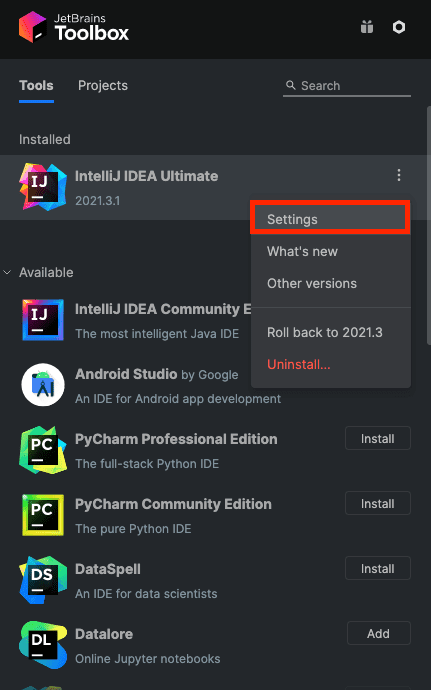 JetBrains
Toolbox
Tools Projects Search
Installed
IJ IntelliJ IDEA Ultimate
2021.3.1
Settings
What's new
Other versions
Roll back to 2021.3
Uninstall...
Available
IJ IntelliJ IDEA Community E
The most intelligent Java IDE
Android Studio by Google
An IDE for Android app development
PC PyCharm Professional Edition Install
The full-stack Python IDE
PC PyCharm Community Edition Install
The pure Python IDE
DS DataSpell Install
An IDE for data scientists
DL Datalore Add
Online Jupyter notebooks